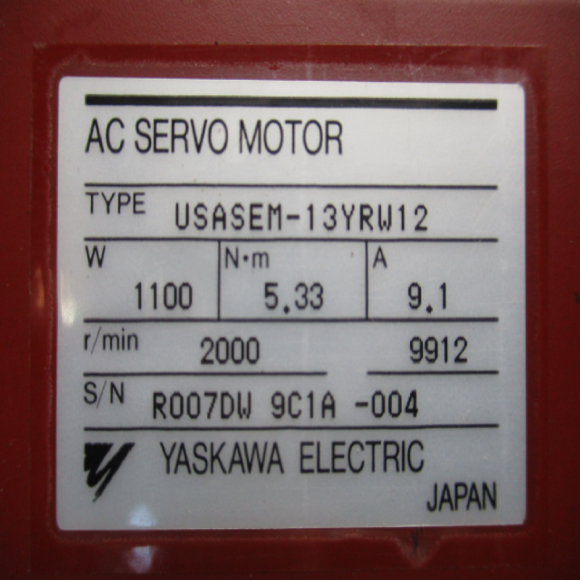 AC SERVO MOTOR
TYPE USASEM-13YRW12
W N·m A
1100 5.33 9.1
r/min 2000 9912
S/N R007DW 9C1A -004
YASKAWA ELECTRIC
JAPAN